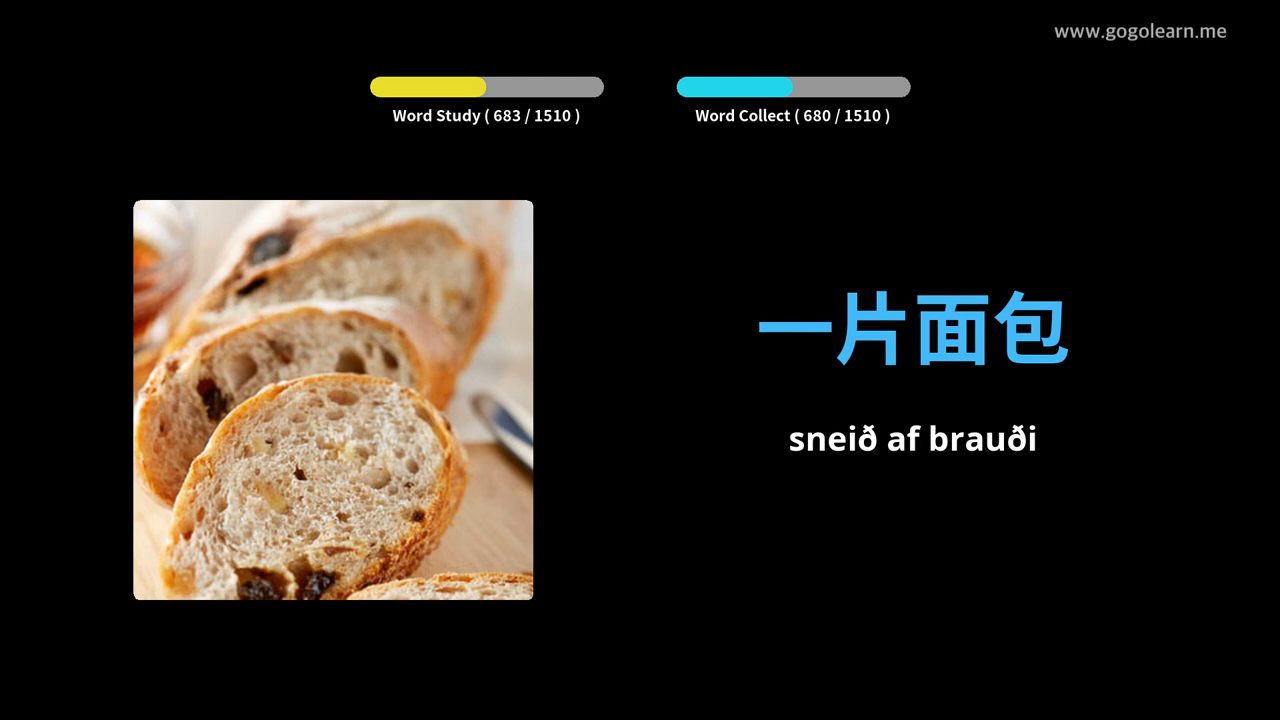 www.gogolearn.me
Word Study ( 683 / 1510 )
Word Collect ( 680 / 1510 )
一片面包
sneið af brauði